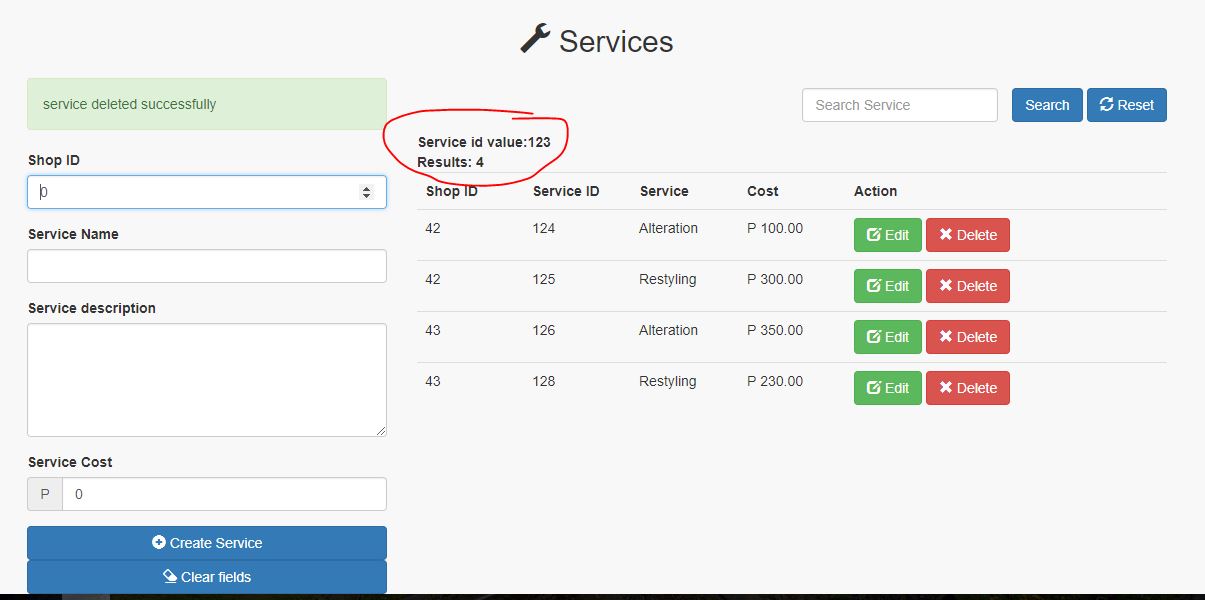 Services
service deleted successfully
Search Service
Search
Reset
Service id value:123
Results: 4
Shop ID
0
Service Name
Service description
Service Cost
P 0
Create Service
Clear fields
Shop ID Service ID Service Cost Action
42 124 Alteration P 100.00 Edit Delete
42 125 Restyling P 300.00 Edit Delete
43 126 Alteration P 350.00 Edit Delete
43 128 Restyling P 230.00 Edit Delete